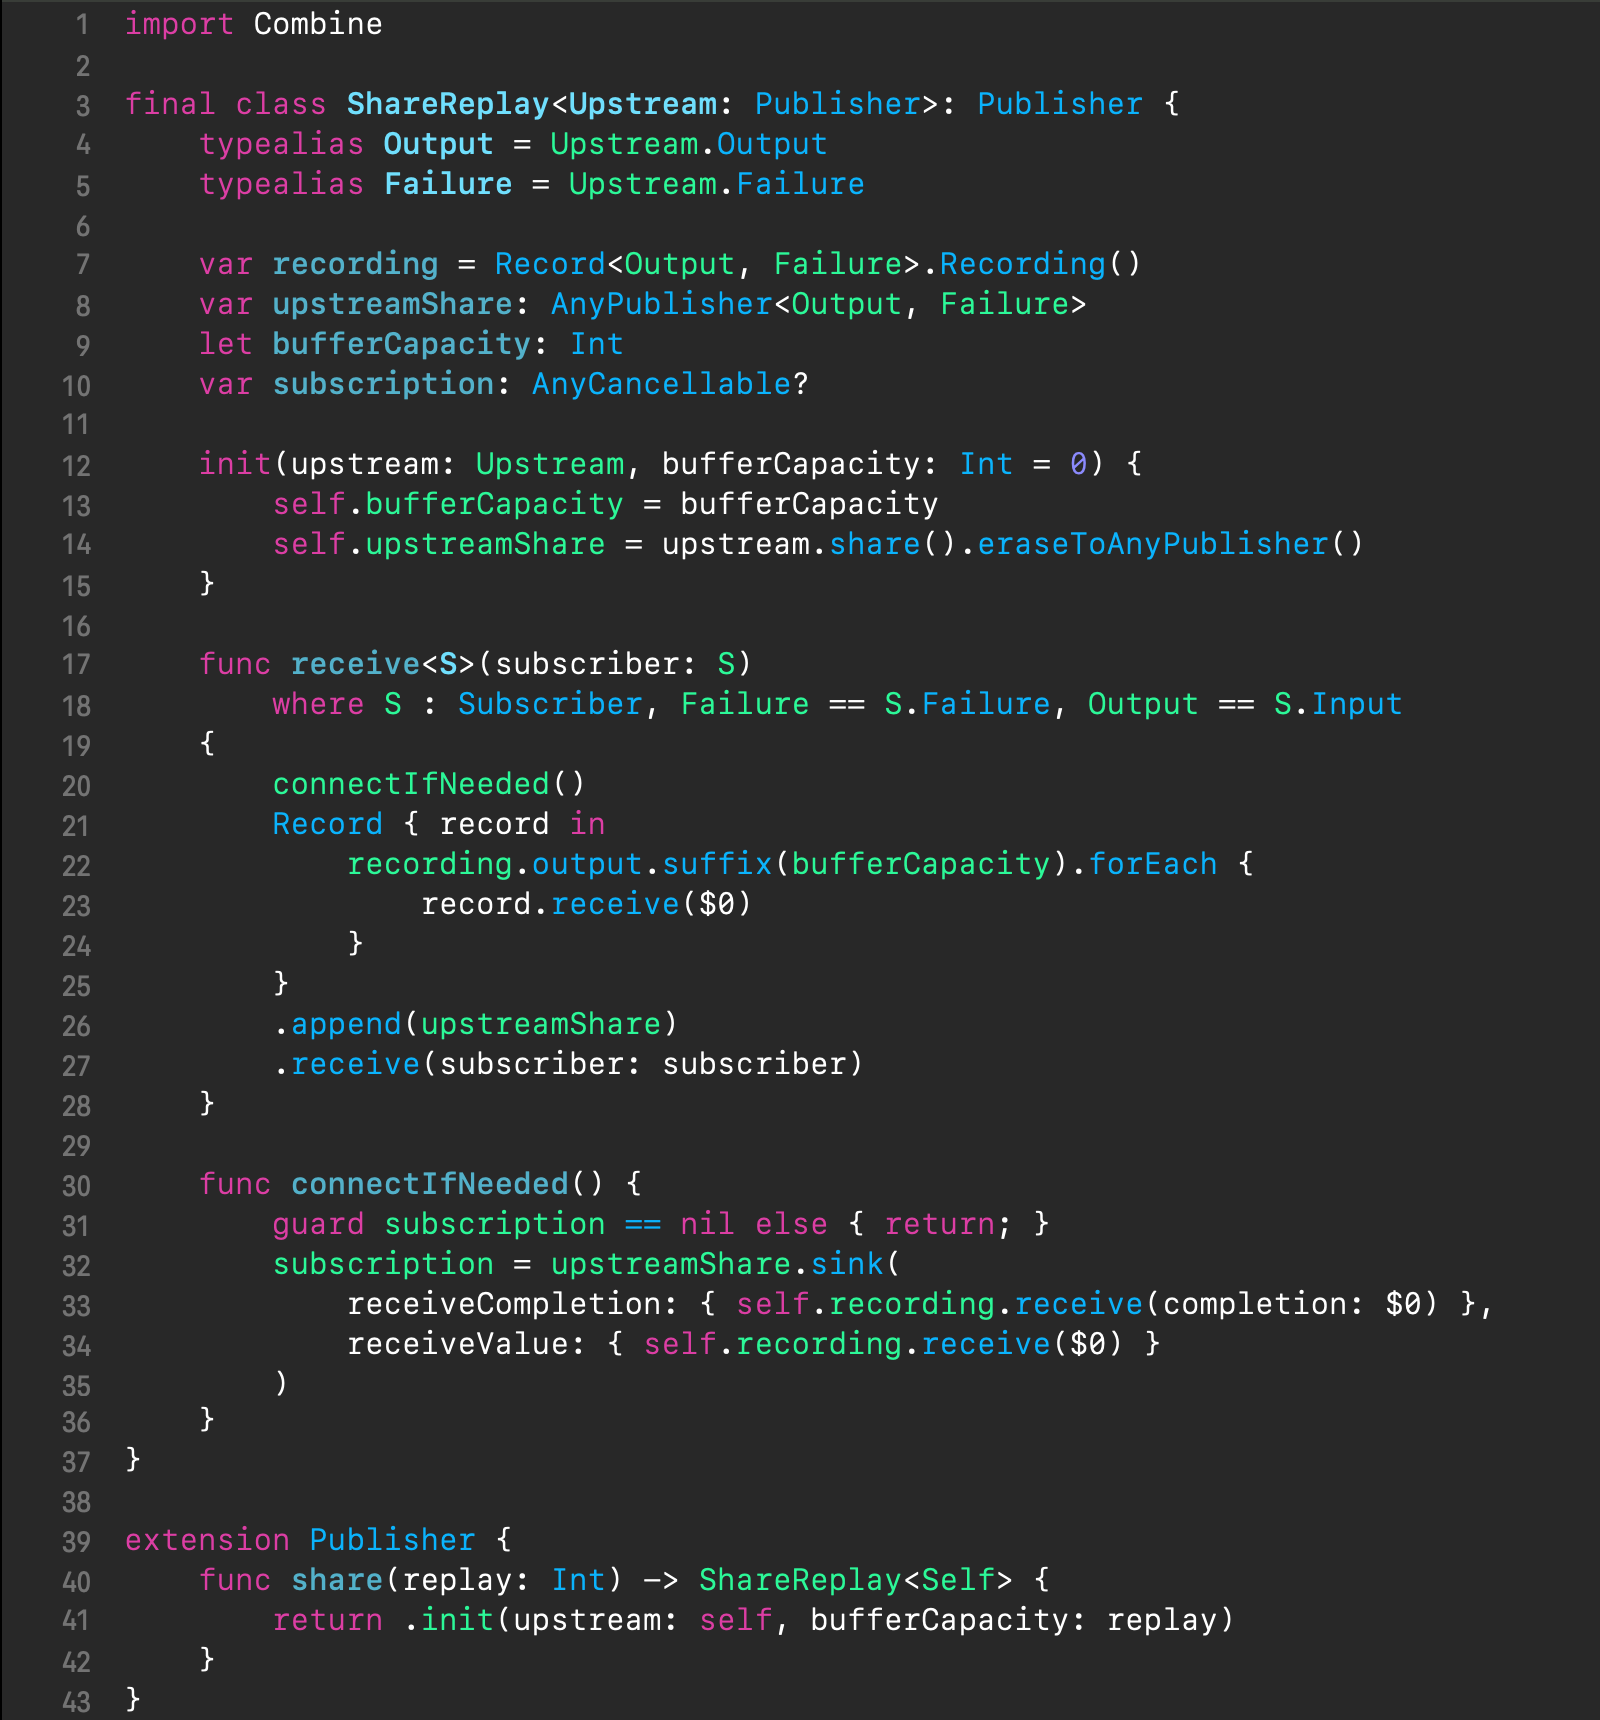 1 import Combine
2
3 final class ShareReplay<Upstream: Publisher>: Publisher {
4     typealias Output = Upstream.Output
5     typealias Failure = Upstream.Failure
6
7     var recording = Record<Output, Failure>.Recording()
8     var upstreamShare: AnyPublisher<Output, Failure>
9     let bufferCapacity: Int
10     var subscription: AnyCancellable?
11
12     init(upstream: Upstream, bufferCapacity: Int = 0) {
13         self.bufferCapacity = bufferCapacity
14         self.upstreamShare = upstream.share().eraseToAnyPublisher()
15     }
16
17     func receive<S>(subscriber: S)
18         where S : Subscriber, Failure == S.Failure, Output == S.Input
19     {
20         connectIfNeeded()
21         Record { record in
22             recording.output.suffix(bufferCapacity).forEach {
23                 record.receive($0)
24             }
25         }
26         .append(upstreamShare)
27         .receive(subscriber: subscriber)
28     }
29
30     func connectIfNeeded() {
31         guard subscription == nil else { return; }
32         subscription = upstreamShare.sink(
33             receiveCompletion: { self.recording.receive(completion: $0) },
34             receiveValue: { self.recording.receive($0) }
35         )
36     }
37 }
38
39 extension Publisher {
40     func share(replay: Int) -> ShareReplay<Self> {
41         return .init(upstream: self, bufferCapacity: replay)
42     }
43 }